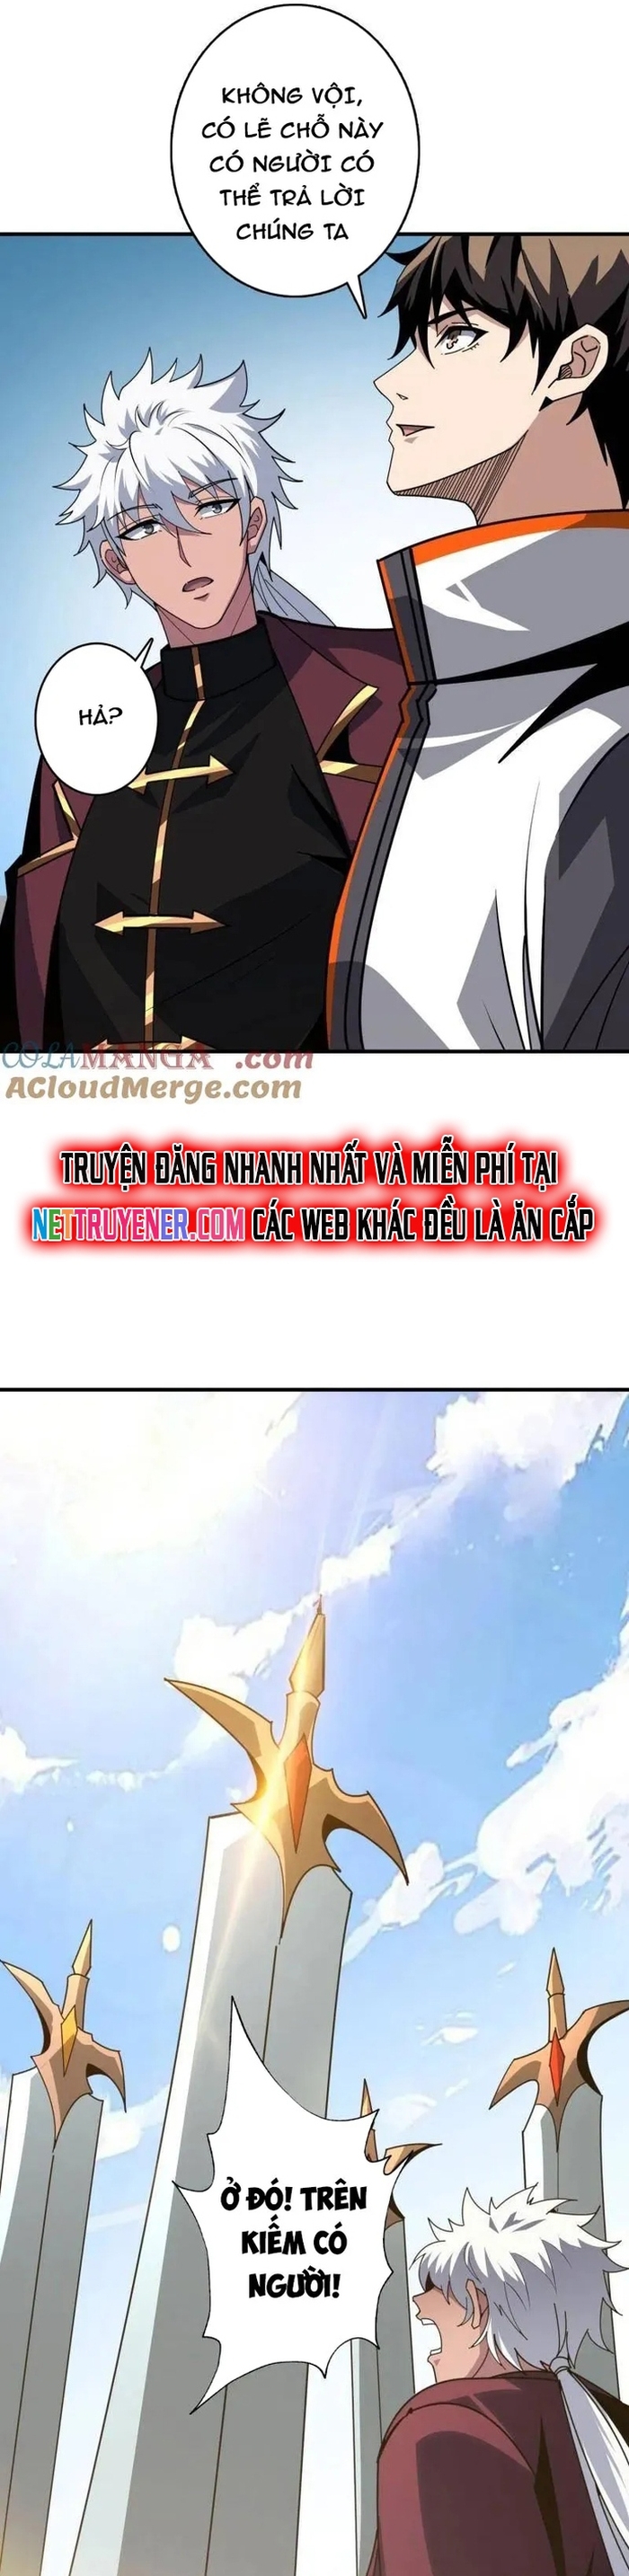 KHÔNG VỘI,
CÓ LẼ CHỖ NÀY
CÓ NGƯỜI CÓ
THỂ TRẢ LỜI
CHÚNG TA
HẢ?
COLAMANGA.com
ACloudMerge.com
TRUYỆN ĐĂNG NHANH NHẤT VÀ MIỄN PHÍ TẠI
NETTRUYENER.COM CÁC WEB KHÁC ĐỀU LÀ ĂN CẮP
Ở ĐÓ! TRÊN
KIẾM CÓ
NGƯỜI!